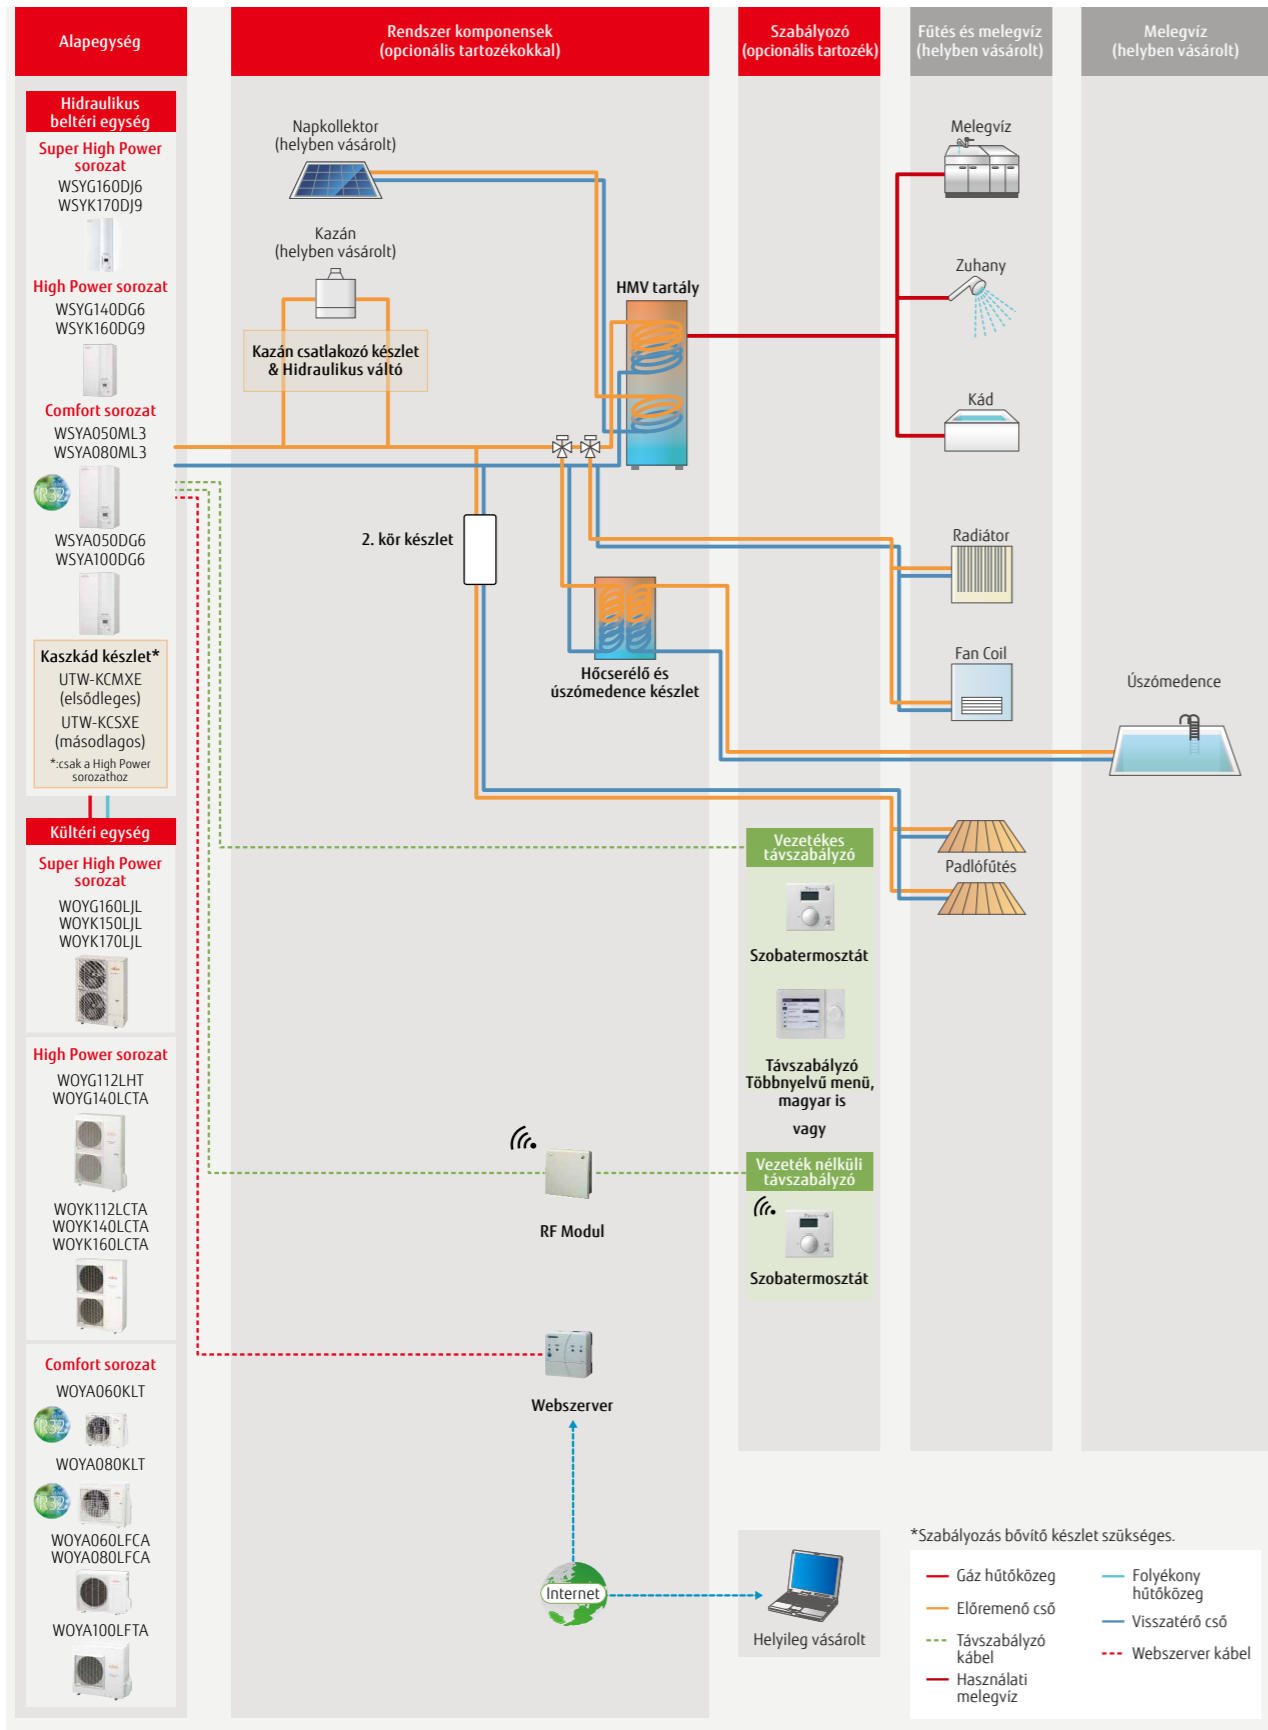 Alapegység
Rendszer komponensek
(opcionális tartozékokkal)
Szabályozó
(opcionális tartozék)
Fűtés és melegvíz
(helyben vásárolt)
Melegvíz
(helyben vásárolt)
Hidraulikus
beltéri egység
Super High Power
sorozat
WSYG160DJ6
WSYK170DJ9
High Power sorozat
WSYG140DG6
WSYK160DG9
Comfort sorozat
WSYA050ML3
WSYA080ML3
R32
WSYA050DG6
WSYA100DG6
Kaszkád készlet*
UTW-KCMXE
(elsődleges)
UTW-KCSXE
(másodlagos)
*:csak a High Power
sorozathoz
Kültéri egység
Super High Power
sorozat
WOYG160LJL
WOYK150LJL
WOYK170LJL
High Power sorozat
WOYG112LHT
WOYG140LCTA
WOYK112LCTA
WOYK140LCTA
WOYK160LCTA
Comfort sorozat
WOYA060KLT
R32
WOYA080KLT
R32
WOYA060LFCA
WOYA080LFCA
WOYA100LFTA
Napkollektor
(helyben vásárolt)
Kazán
(helyben vásárolt)
Kazán csatlakozó készlet
& Hidraulikus váltó
HMV tartály
2. kör készlet
Hőcserélő és
úszómedence készlet
RF Modul
Webszerver
Internet
Vezetékes
távszabályzó
Szobatermosztát
Távszabályzó
Többnyelvű menü,
magyar is
vagy
Vezeték nélküli
távszabályzó
Szobatermosztát
Helyileg vásárolt
Melegvíz
Zuhany
Kád
Radiátor
Fan Coil
Padlófűtés
Úszómedence
*Szabályozás bővítő készlet szükséges.
Gáz hűtőközeg
Előremenő cső
Távszabályzó
kábel
Használati
melegvíz
Folyékony
hűtőközeg
Visszatérő cső
Webszerver kábel